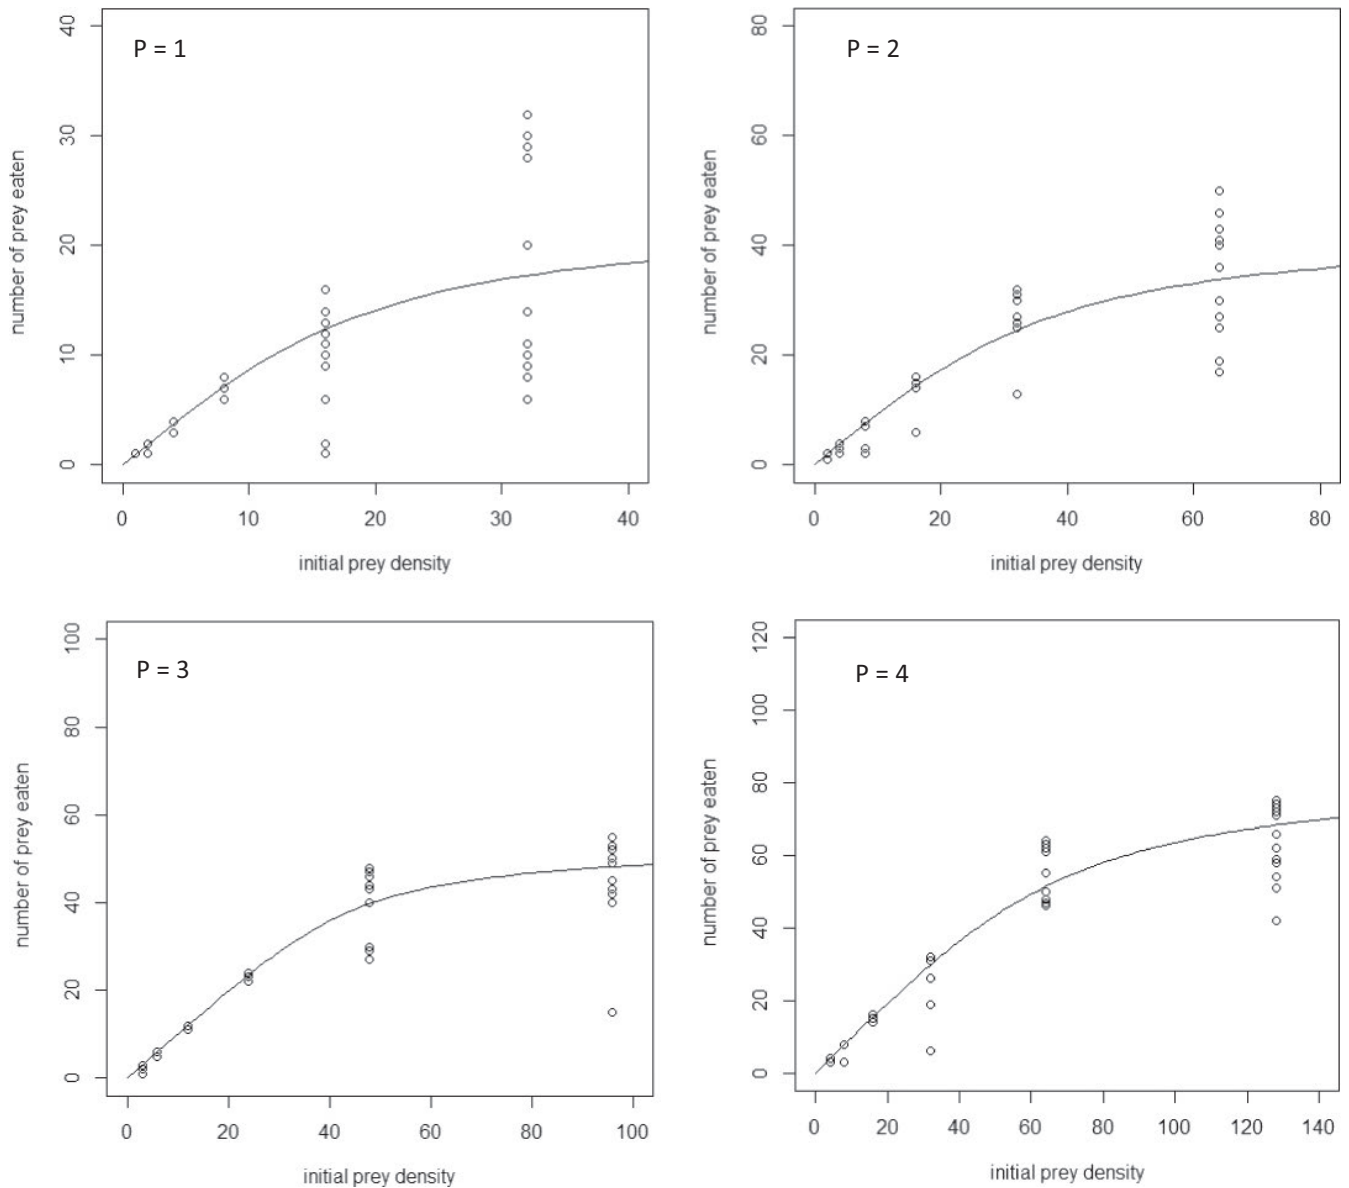 P = 1
40
30
20
10
0
number of prey eaten
0 10 20 30 40
initial prey density
P = 2
80
60
40
20
0
number of prey eaten
0 20 40 60 80
initial prey density
P = 3
100
80
60
40
20
0
number of prey eaten
0 20 40 60 80 100
initial prey density
P = 4
120
100
80
60
40
20
0
number of prey eaten
0 20 40 60 80 100 120 140
initial prey density